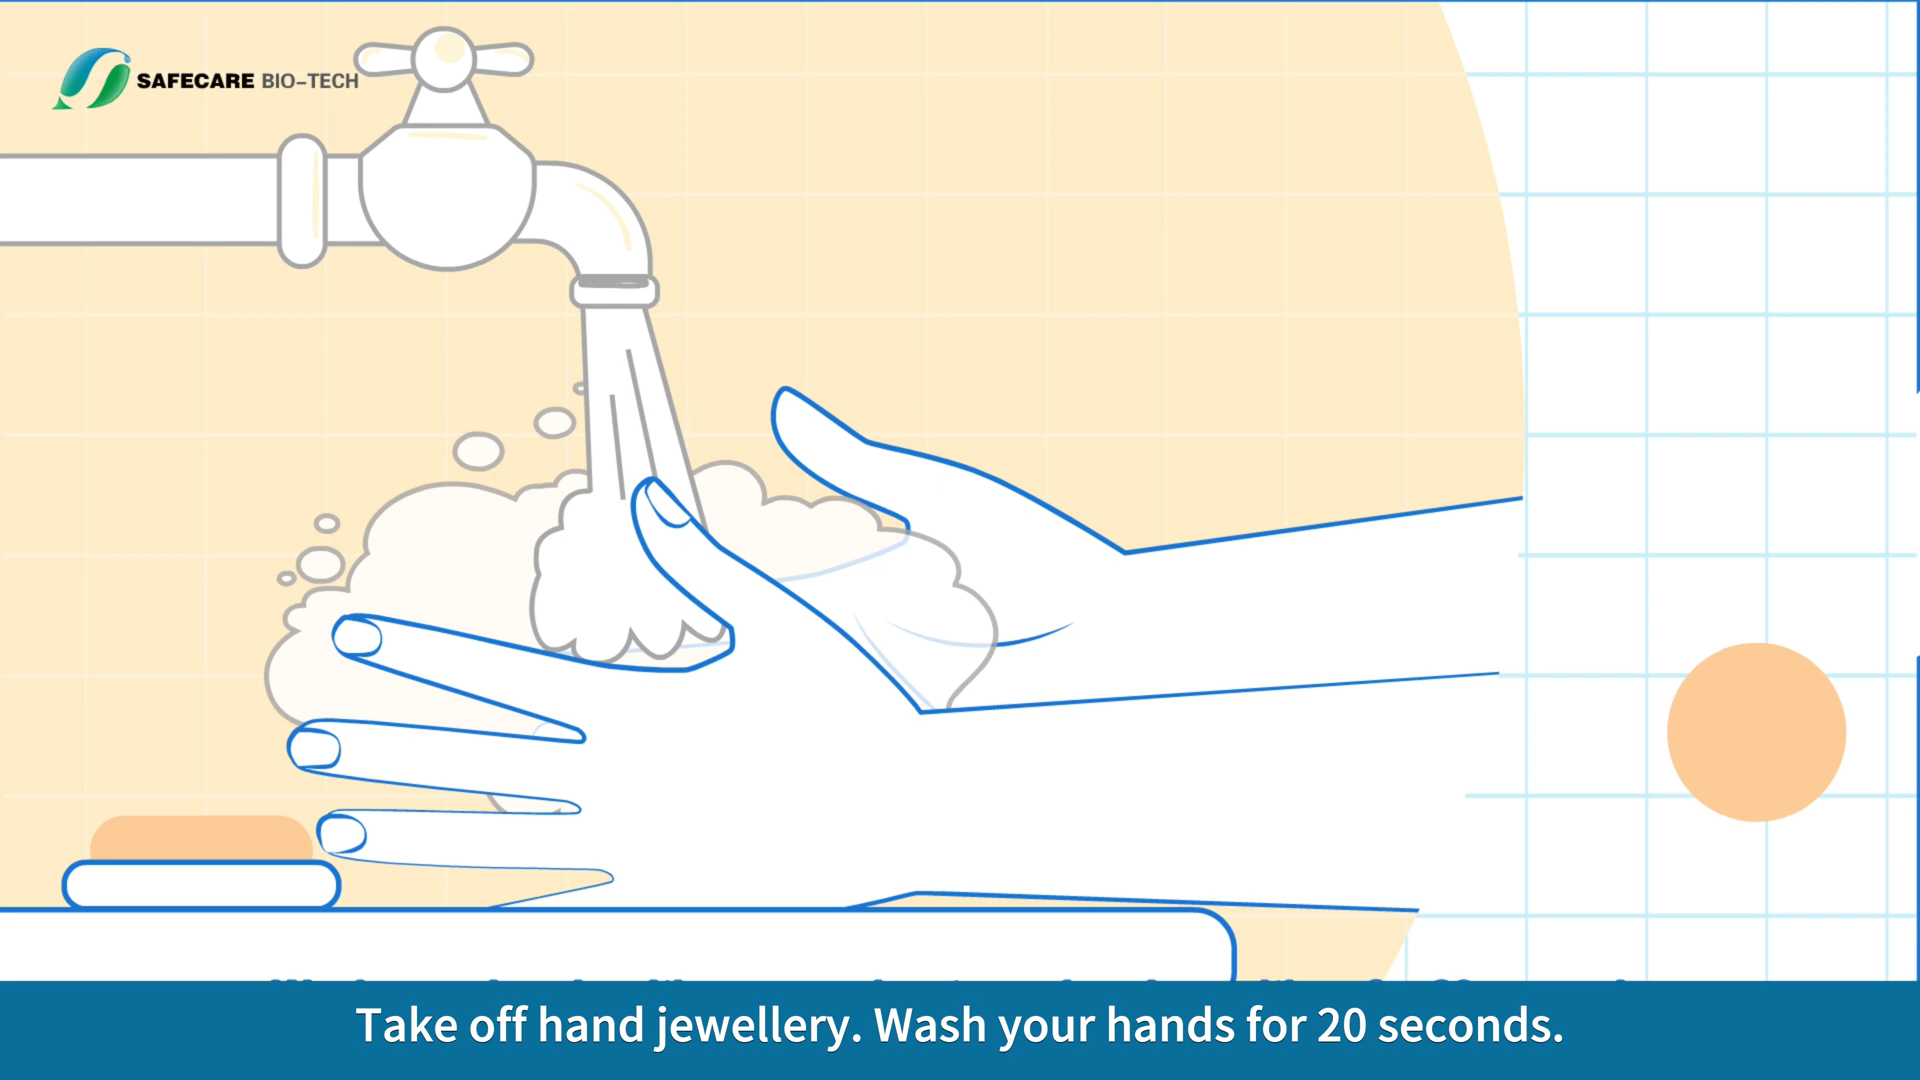 SAFECARE BIO-TECH
Take off hand jewellery. Wash your hands for 20 seconds.